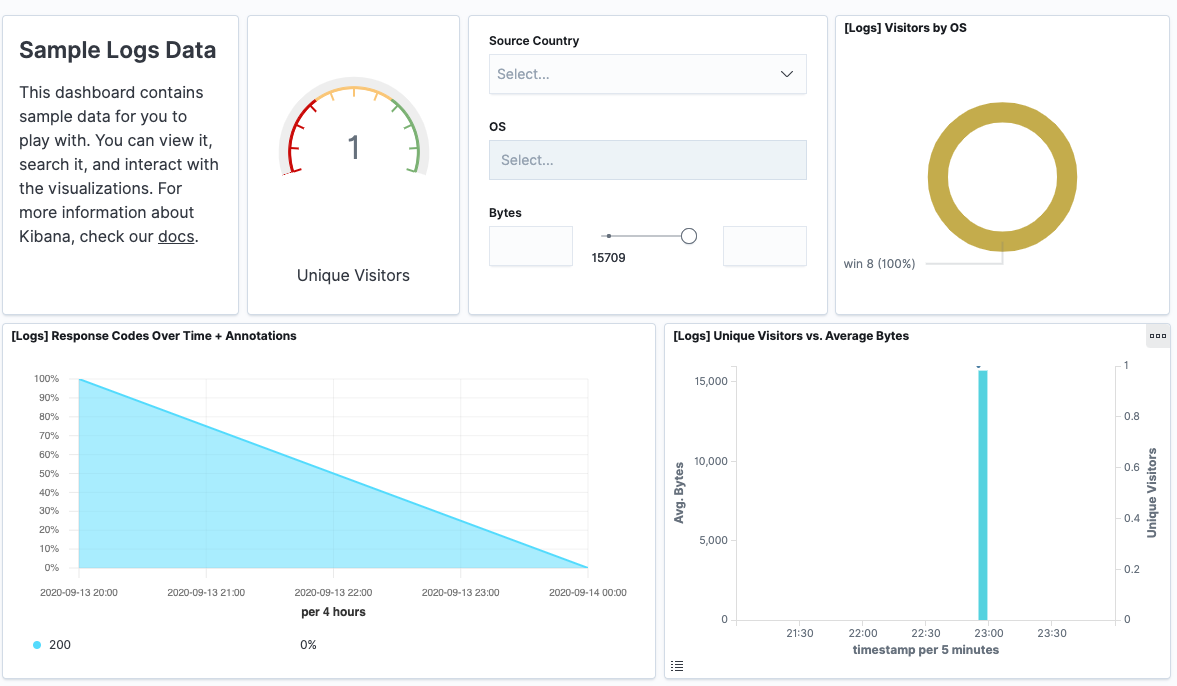 Sample Logs Data
This dashboard contains
sample data for you to
play with. You can view it,
search it, and interact with
the visualizations. For
more information about
Kibana, check our docs.
1
Unique Visitors
Source Country
Select...
OS
Select...
Bytes
15709
[Logs] Visitors by OS
win 8 (100%)
[Logs] Response Codes Over Time + Annotations
100%
90%
80%
70%
60%
50%
40%
30%
20%
10%
0%
2020-09-13 20:00 2020-09-13 21:00 2020-09-13 22:00 2020-09-13 23:00 2020-09-14 00:00
per 4 hours
200 0%
[Logs] Unique Visitors vs. Average Bytes
Avg. Bytes
15,000
10,000
5,000
0
1
0.8
0.6
0.4
0.2
0
Unique Visitors
21:30 22:00 22:30 23:00 23:30
timestamp per 5 minutes